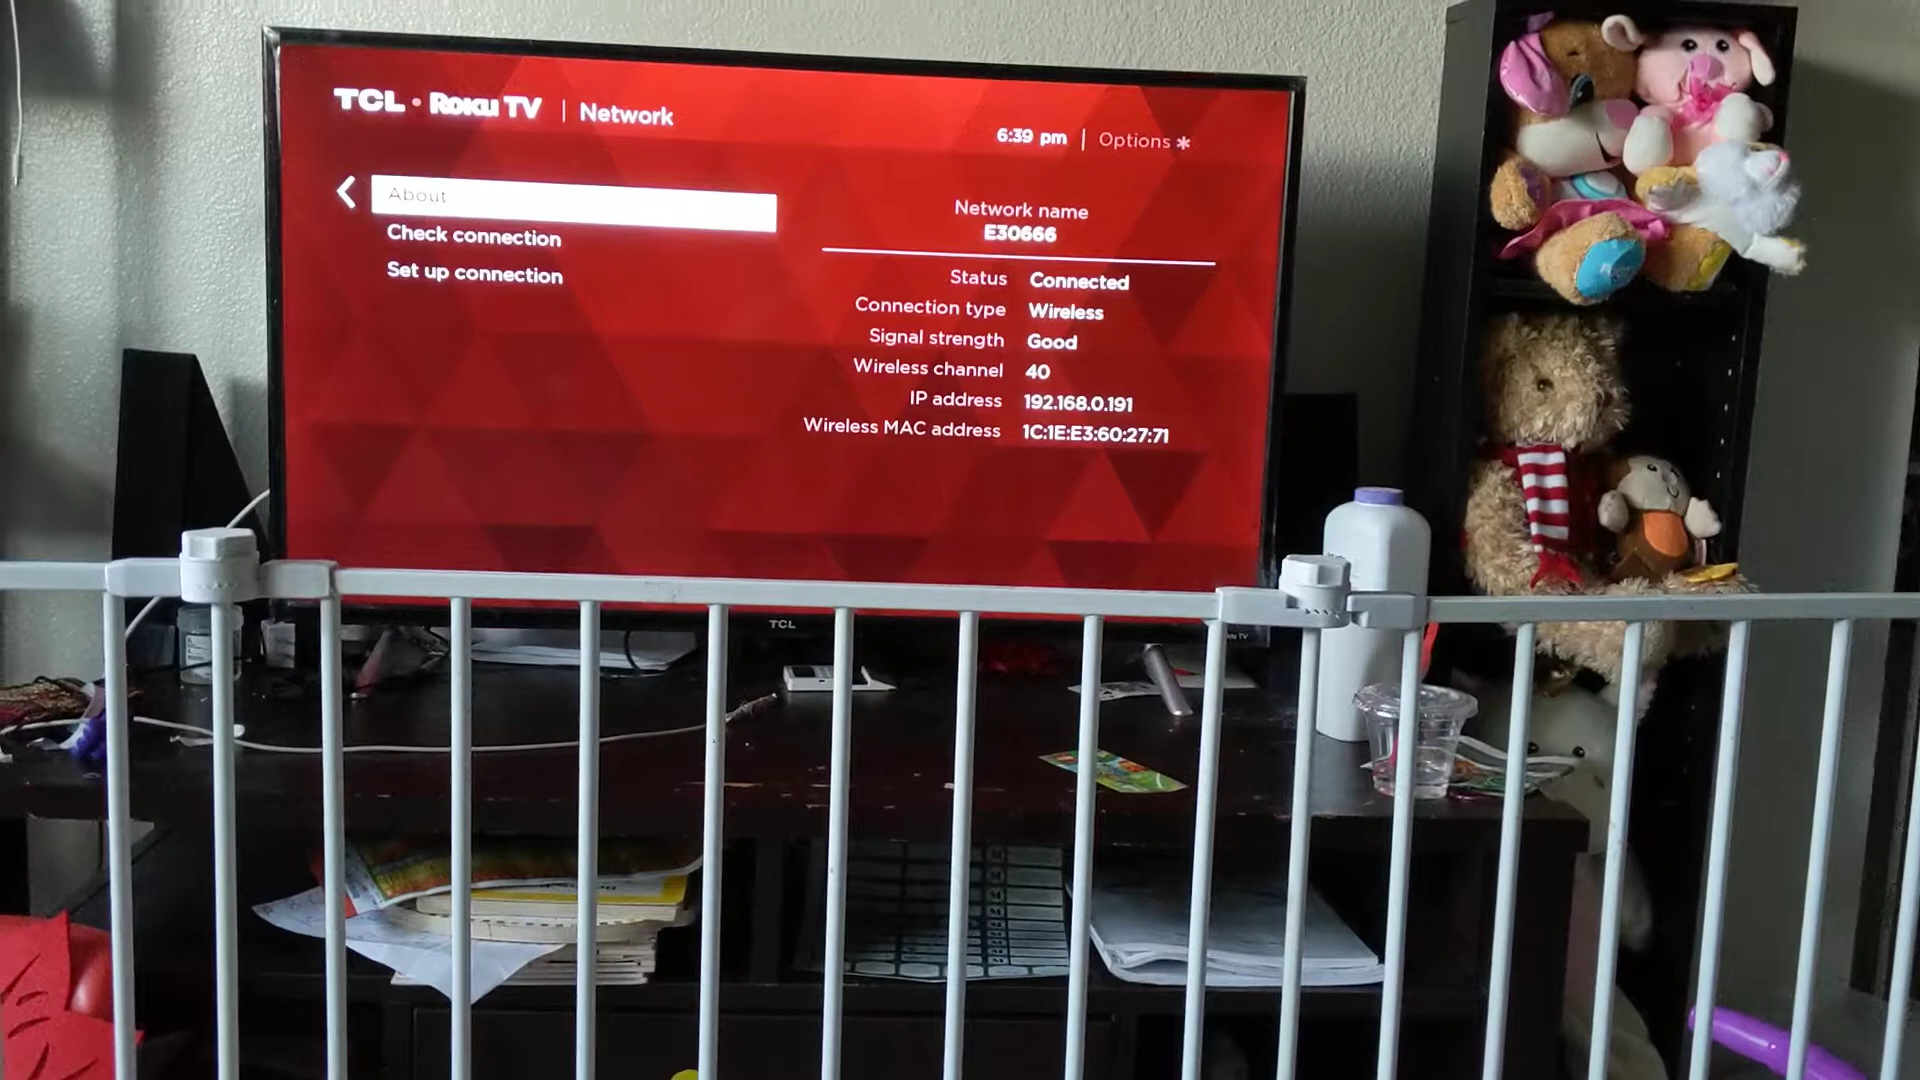 TCL • Roku TV | Network
6:39 pm | Options ✱
About
Check connection
Set up connection
Network name
E30666
Status Connected
Connection type Wireless
Signal strength Good
Wireless channel 40
IP address 192.168.0.191
Wireless MAC address 1C:1E:E3:60:27:71
TCL
TV